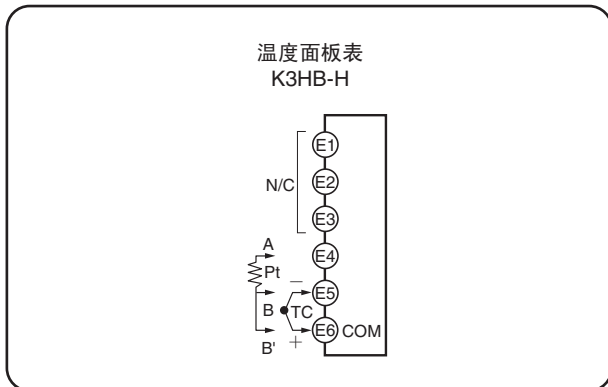 温度面板表
K3HB-H
E1
E2
N/C
E3
A
E4
Pt
−
E5
B
TC
E6 COM
+
B'